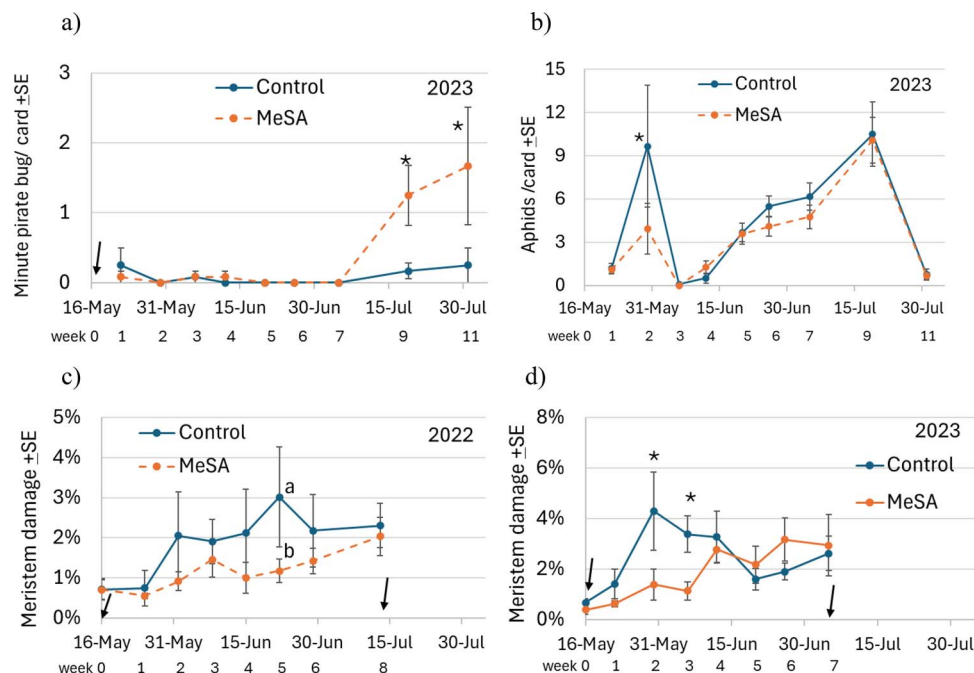 a)
3
2
1
0
Minute pirate bug/ card ±SE
Control
MeSA
2023
*
*
16-May 31-May 15-Jun 30-Jun 15-Jul 30-Jul
week 0 1 2 3 4 5 6 7 9 11
b)
15
12
9
6
3
0
Aphids /card ±SE
Control
MeSA
2023
*
16-May 31-May 15-Jun 30-Jun 15-Jul 30-Jul
week 0 1 2 3 4 5 6 7 9 11
c)
5%
4%
3%
2%
1%
0%
Meristem damage ±SE
Control
MeSA
2022
a
b
16-May 31-May 15-Jun 30-Jun 15-Jul 30-Jul
week 0 1 2 3 4 5 6 8
d)
8%
6%
4%
2%
0%
Meristem damage ±SE
2023
Control
MeSA
*
*
16-May 31-May 15-Jun 30-Jun 15-Jul 30-Jul
week 0 1 2 3 4 5 6 7